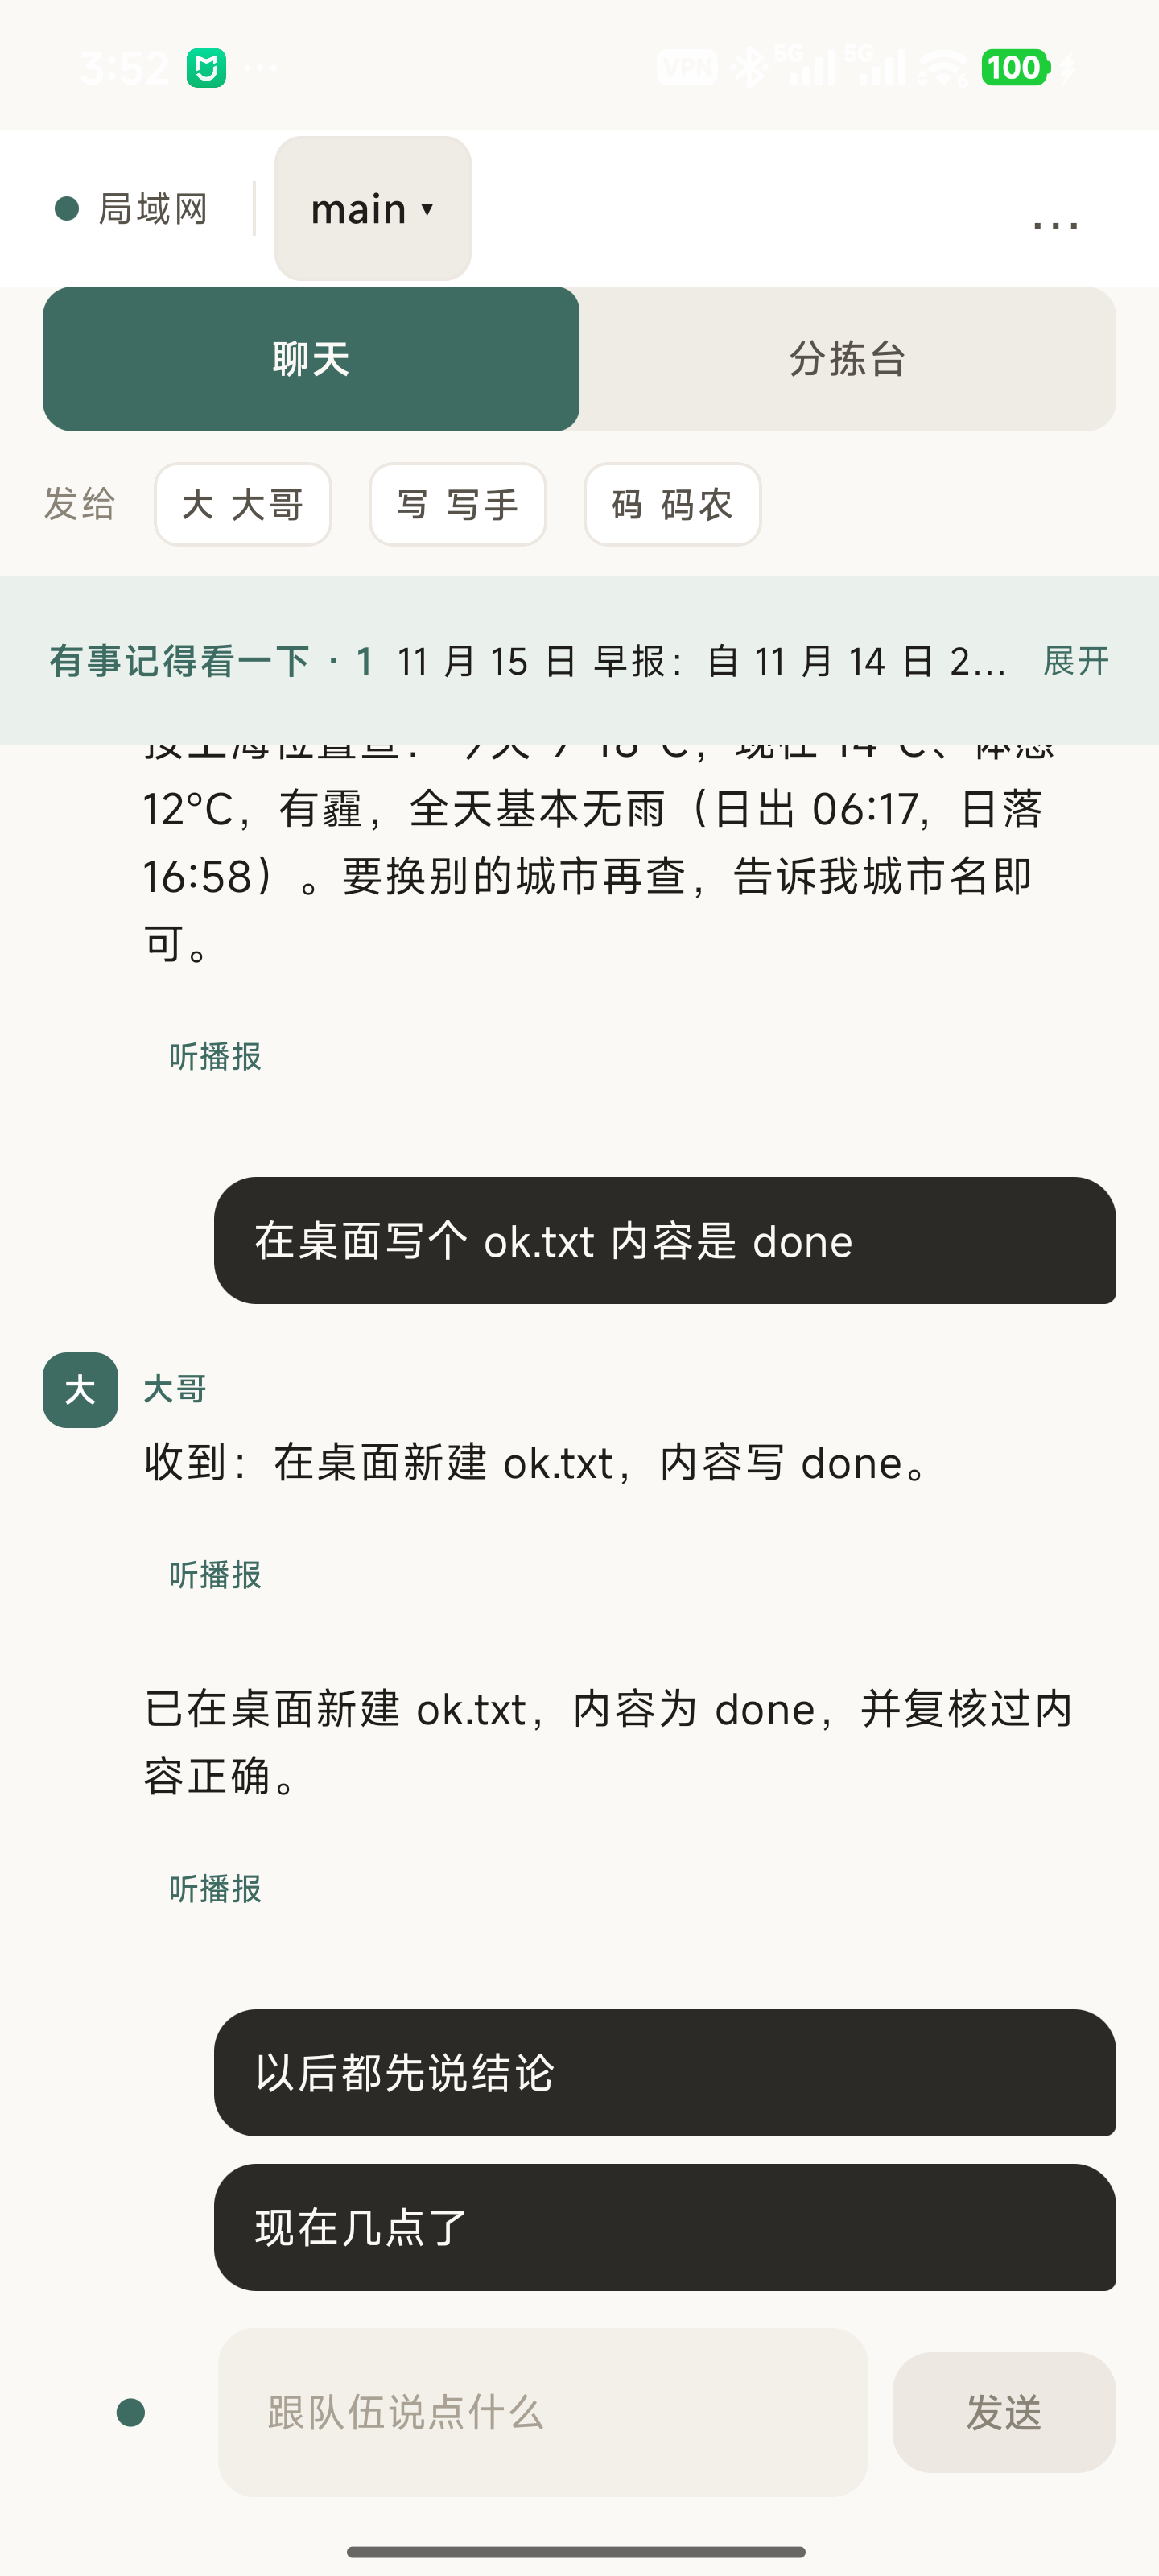 3:52 ...
VPN 5G 5G 100
局域网 main ▾ ...
聊天 分拣台
发给 大 大哥 写 写手 码 码农
有事记得看一下 · 1 11 月 15 日 早报：自 11 月 14 日 2... 展开
12°C，有霾，全天基本无雨（日出 06:17，日落
16:58）。要换别的城市再查，告诉我城市名即
可。
听播报
在桌面写个 ok.txt 内容是 done
大 大哥
收到：在桌面新建 ok.txt，内容写 done。
听播报
已在桌面新建 ok.txt，内容为 done，并复核过内
容正确。
听播报
以后都先说结论
现在几点了
跟队伍说点什么 发送